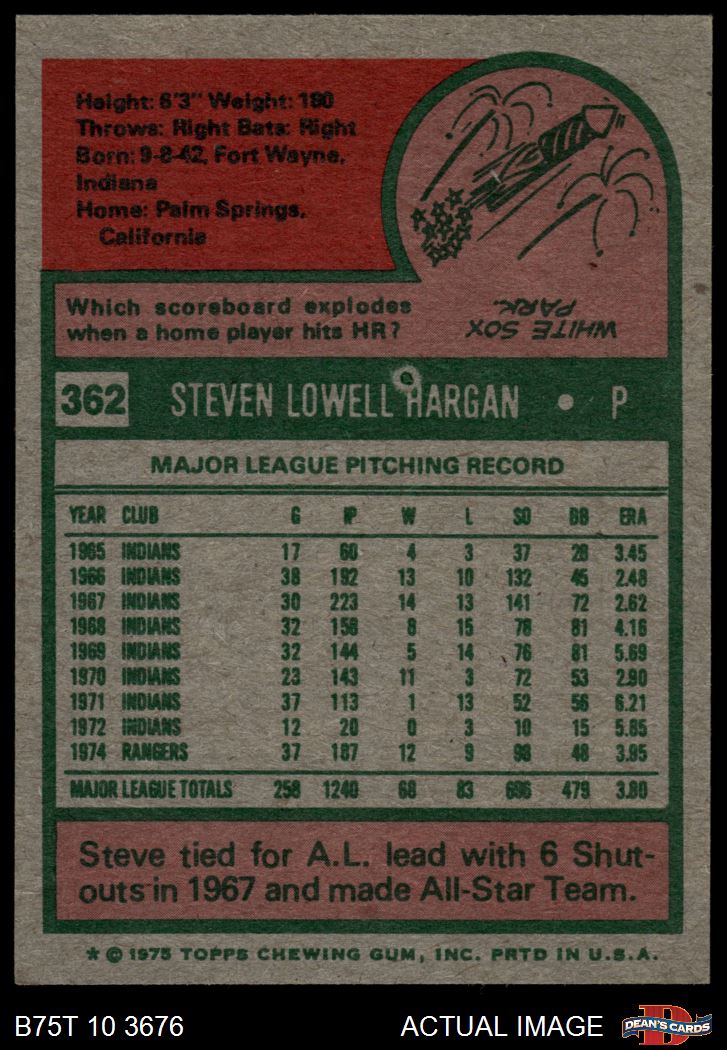 Height: 6'3" Weight: 180
Throws: Right Bats: Right
Born: 9-8-42, Fort Wayne,
Indiana
Home: Palm Springs,
California
Which scoreboard explodes
when a home player hits HR?
WHITE SOX
PARK.
362 STEVEN LOWELL HARGAN • P
MAJOR LEAGUE PITCHING RECORD
YEAR CLUB G IP W L SO BB ERA
1965 INDIANS 17 60 4 3 37 28 3.45
1966 INDIANS 38 192 13 10 132 45 2.48
1967 INDIANS 30 223 14 13 141 72 2.62
1968 INDIANS 32 158 8 15 78 81 4.16
1969 INDIANS 32 144 5 14 76 81 5.69
1970 INDIANS 23 143 11 3 72 53 2.90
1971 INDIANS 37 113 1 13 52 56 6.21
1972 INDIANS 12 20 0 3 10 15 5.85
1974 RANGERS 37 187 12 9 98 48 3.95
MAJOR LEAGUE TOTALS 258 1240 68 83 696 479 3.80
Steve tied for A.L. lead with 6 Shut-
outs in 1967 and made All-Star Team.
* © 1975 TOPPS CHEWING GUM, INC. PRTD IN U.S.A.
B75T 10 3676 ACTUAL IMAGE DEAN'S CARDS